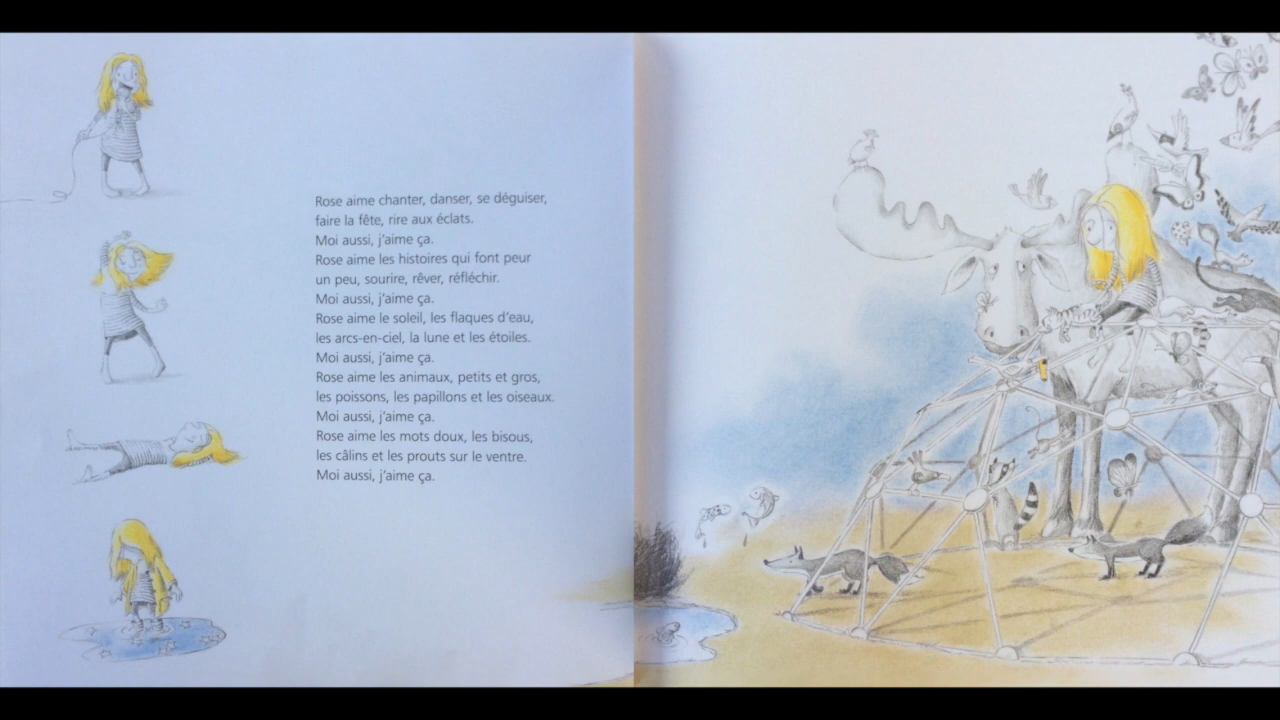 Rose aime chanter, danser, se déguiser,
faire la fête, rire aux éclats.
Moi aussi, j'aime ça.
Rose aime les histoires qui font peur
un peu, sourire, rêver, réfléchir.
Moi aussi, j'aime ça.
Rose aime le soleil, les flaques d'eau,
les arcs-en-ciel, la lune et les étoiles.
Moi aussi, j'aime ça.
Rose aime les animaux, petits et gros,
les poissons, les papillons et les oiseaux.
Moi aussi, j'aime ça.
Rose aime les mots doux, les bisous,
les câlins et les prouts sur le ventre.
Moi aussi, j'aime ça.